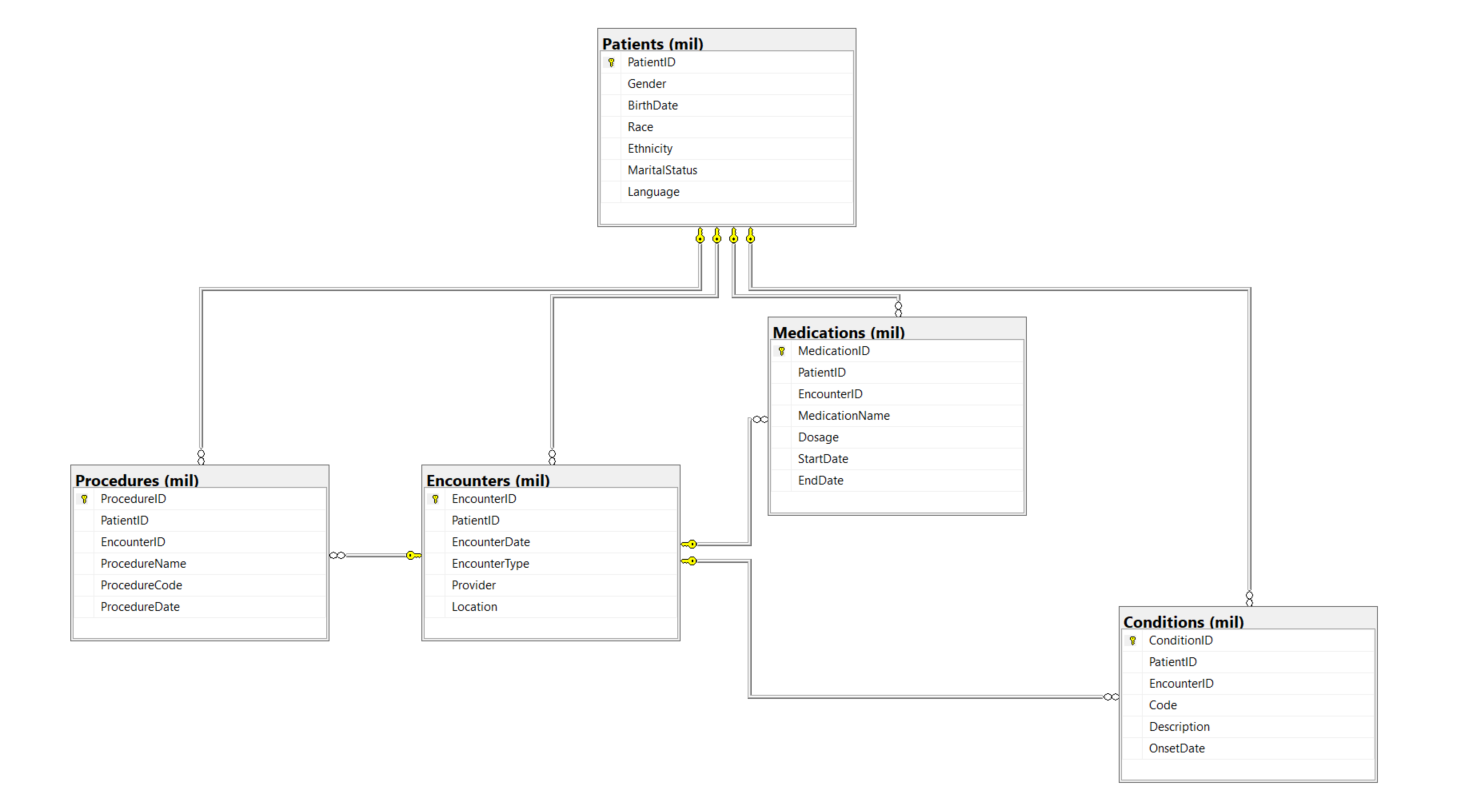 Patients (mil)
PatientID
Gender
BirthDate
Race
Ethnicity
MaritalStatus
Language
Medications (mil)
MedicationID
PatientID
EncounterID
MedicationName
Dosage
StartDate
EndDate
Procedures (mil)
ProcedureID
PatientID
EncounterID
ProcedureName
ProcedureCode
ProcedureDate
Encounters (mil)
EncounterID
PatientID
EncounterDate
EncounterType
Provider
Location
Conditions (mil)
ConditionID
PatientID
EncounterID
Code
Description
OnsetDate